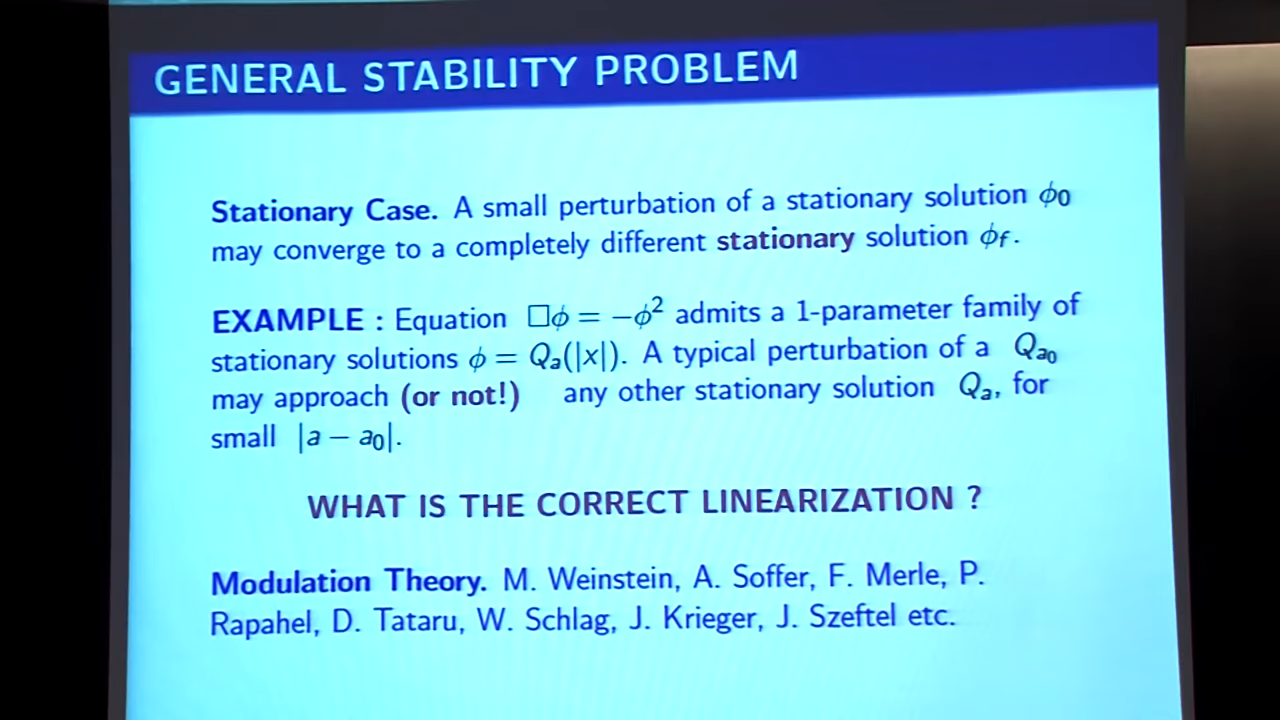 GENERAL STABILITY PROBLEM
Stationary Case. A small perturbation of a stationary solution ϕ₀
may converge to a completely different stationary solution ϕ_f.
EXAMPLE : Equation □ϕ = −ϕ² admits a 1-parameter family of
stationary solutions ϕ = Qₐ(|x|). A typical perturbation of a Q_{a₀}
may approach (or not!) any other stationary solution Qₐ, for
small |a − a₀|.
WHAT IS THE CORRECT LINEARIZATION ?
Modulation Theory. M. Weinstein, A. Soffer, F. Merle, P.
Rapahel, D. Tataru, W. Schlag, J. Krieger, J. Szeftel etc.